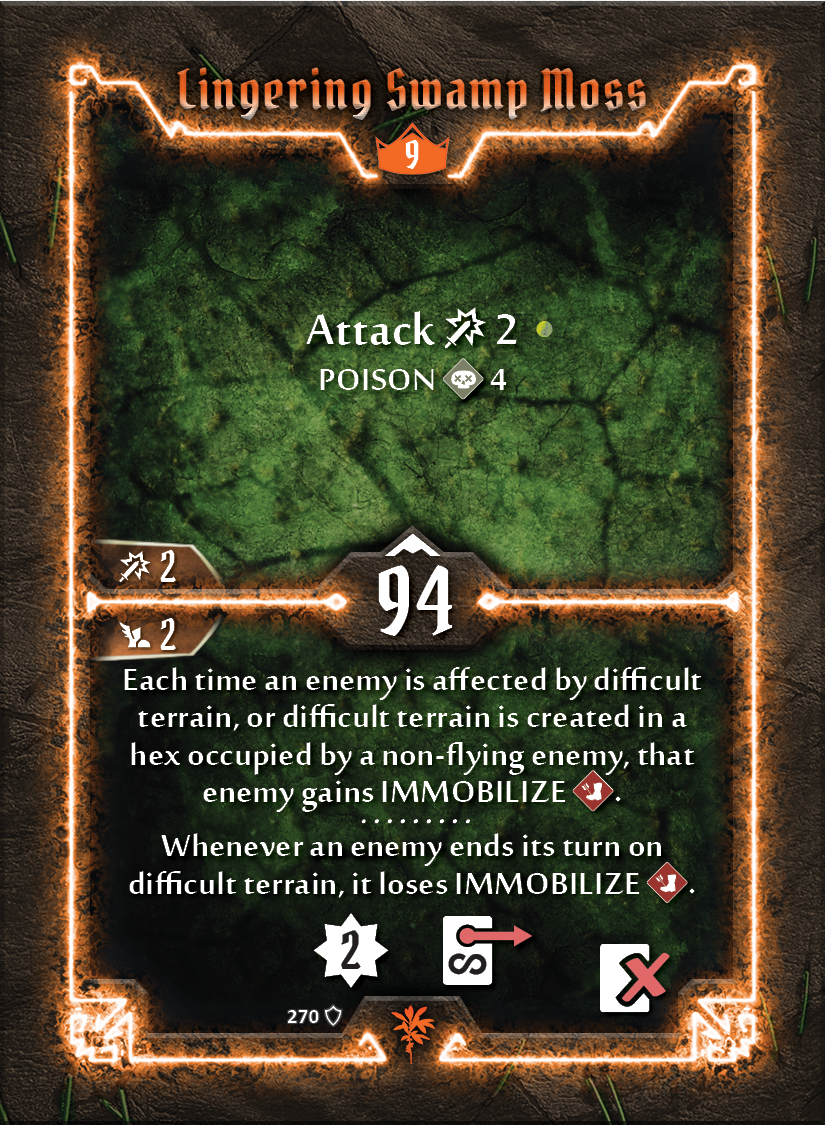 Lingering Swamp Moss
9
Attack 2
POISON 4
2
94
2
Each time an enemy is affected by difficult
terrain, or difficult terrain is created in a
hex occupied by a non-flying enemy, that
enemy gains IMMOBILIZE .
.........
Whenever an enemy ends its turn on
difficult terrain, it loses IMMOBILIZE .
2
270